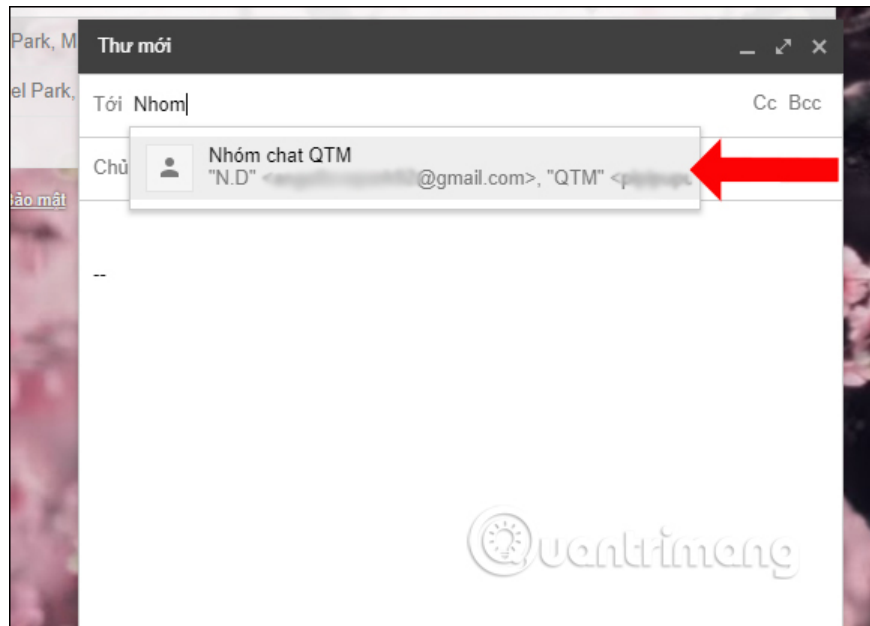 Park, M
Thư mới
el Park,
Tới Nhom
Cc Bcc
Nhóm chat QTM
Chủ
"N.D" < @gmail.com>, "QTM" <
Bảo mật
--
Quantrimang